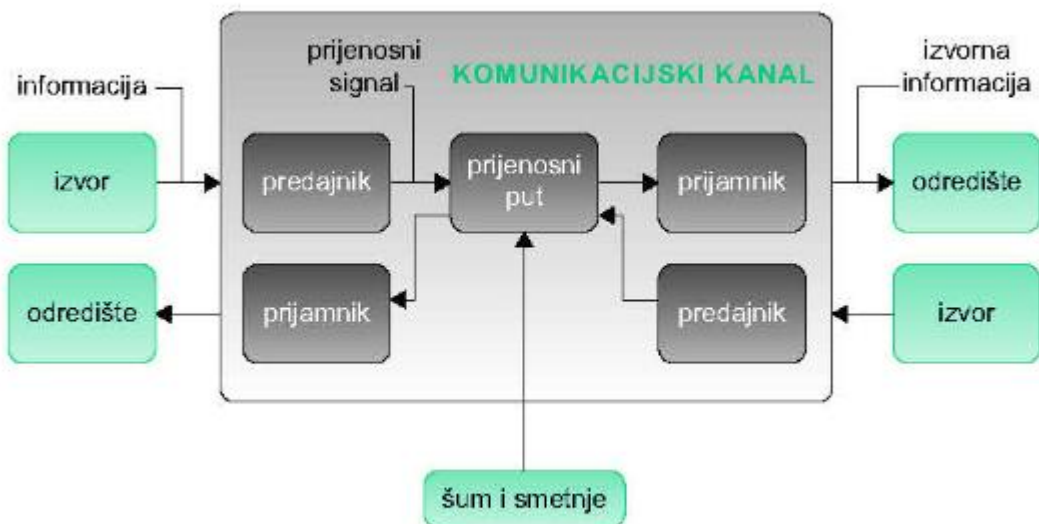 informacija
prijenosni
signal
KOMUNIKACIJSKI KANAL
izvorna
informacija
izvor
predajnik
prijenosni
put
prijamnik
odredište
odredište
prijamnik
predajnik
izvor
šum i smetnje